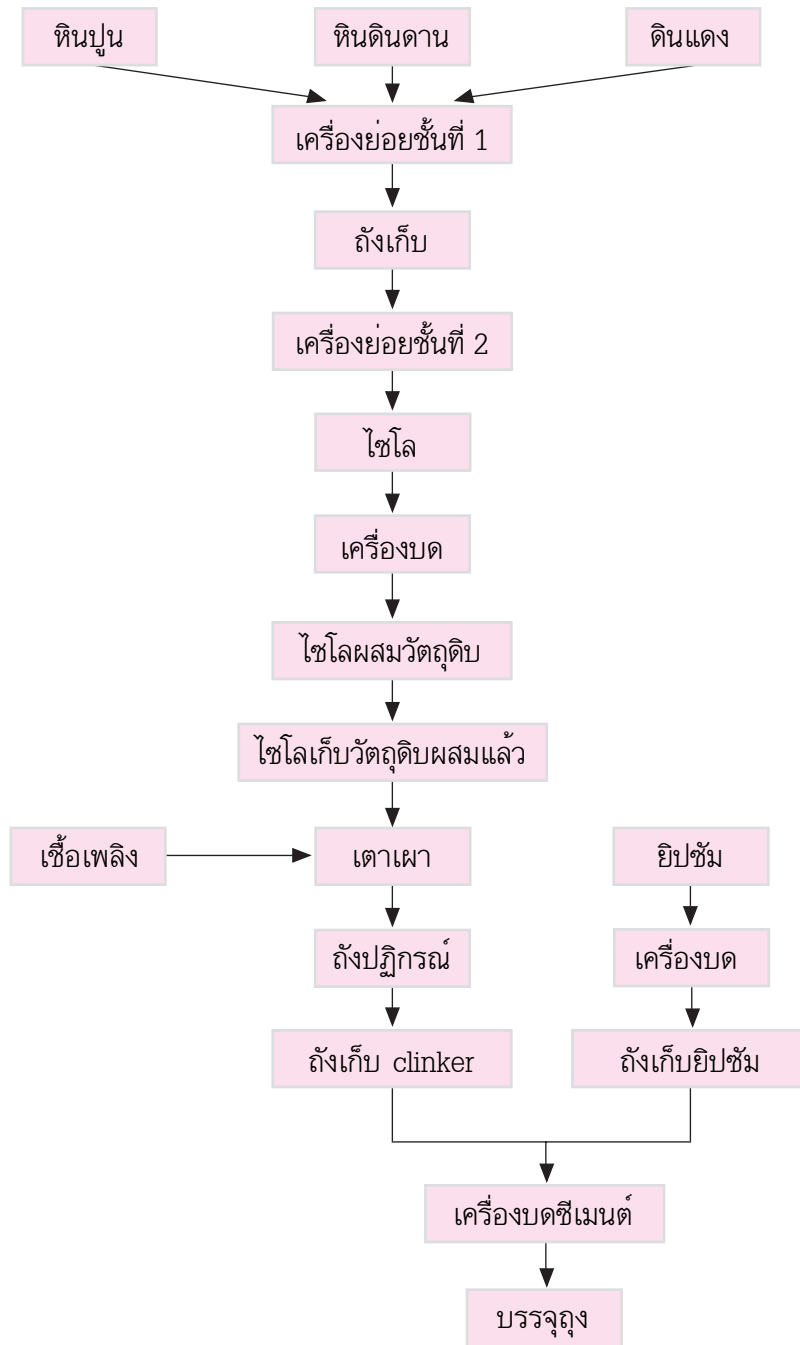 หินปูน
หินดินดาน
ดินแดง
เครื่องย่อยชั้นที่ 1
ถังเก็บ
เครื่องย่อยชั้นที่ 2
ไซโล
เครื่องบด
ไซโลผสมวัตถุดิบ
ไซโลเก็บวัตถุดิบผสมแล้ว
เชื้อเพลิง
เตาเผา
ยิปซัม
ถังปฏิกรณ์
เครื่องบด
ถังเก็บ clinker
ถังเก็บยิปซัม
เครื่องบดซีเมนต์
บรรจุถุง